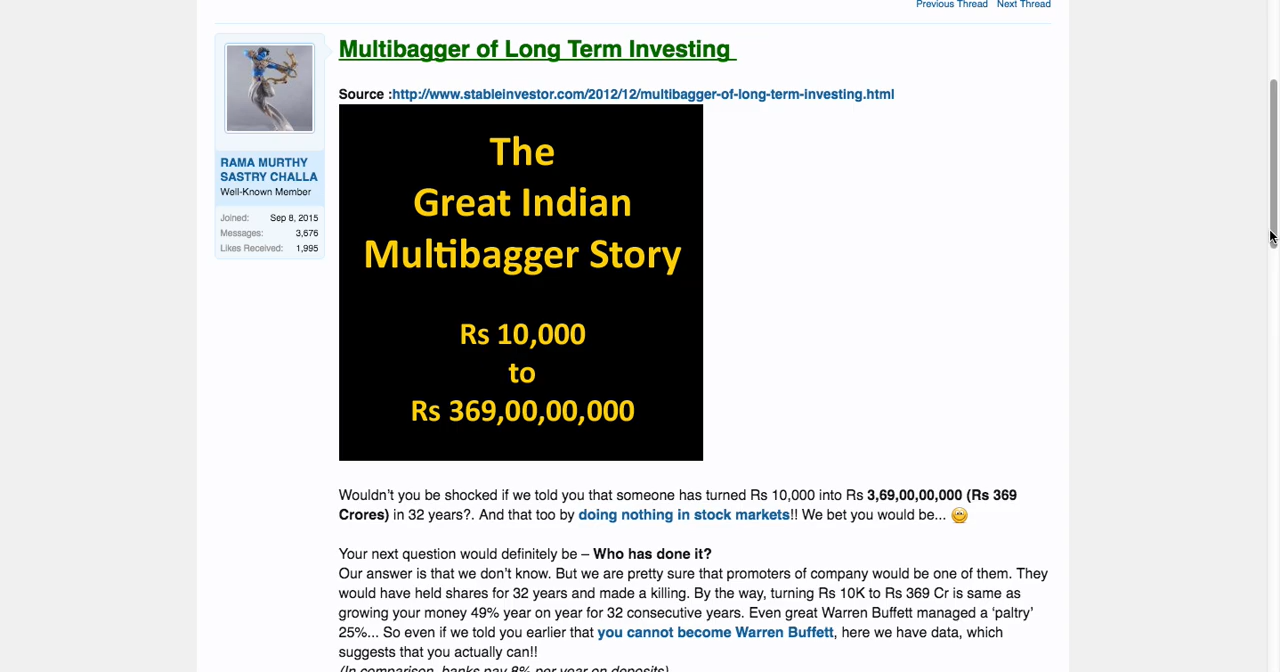 Previous Thread Next Thread
Multibagger of Long Term Investing
Source :http://www.stableinvestor.com/2012/12/multibagger-of-long-term-investing.html
The
Great Indian
Multibagger Story
Rs 10,000
to
Rs 369,00,00,000
RAMA MURTHY
SASTRY CHALLA
Well-Known Member
Joined: Sep 8, 2015
Messages: 3,676
Likes Received: 1,995
Wouldn’t you be shocked if we told you that someone has turned Rs 10,000 into Rs 3,69,00,00,000 (Rs 369
Crores) in 32 years?. And that too by doing nothing in stock markets!! We bet you would be...
Your next question would definitely be – Who has done it?
Our answer is that we don’t know. But we are pretty sure that promoters of company would be one of them. They
would have held shares for 32 years and made a killing. By the way, turning Rs 10K to Rs 369 Cr is same as
growing your money 49% year on year for 32 consecutive years. Even great Warren Buffett managed a ‘paltry’
25%... So even if we told you earlier that you cannot become Warren Buffett, here we have data, which
suggests that you actually can!!
(In comparison, banks pay 8% per year on deposits)